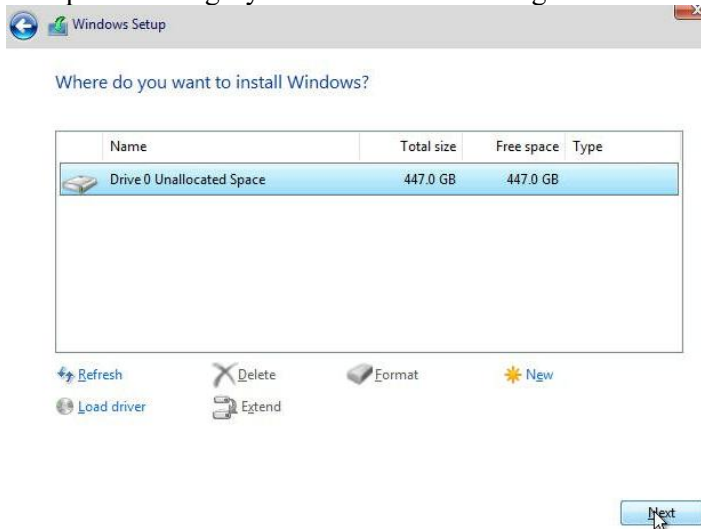 Windows Setup
Where do you want to install Windows?
Name Total size Free space Type
Drive 0 Unallocated Space 447.0 GB 447.0 GB
Refresh Delete Format New
Load driver Extend
Next